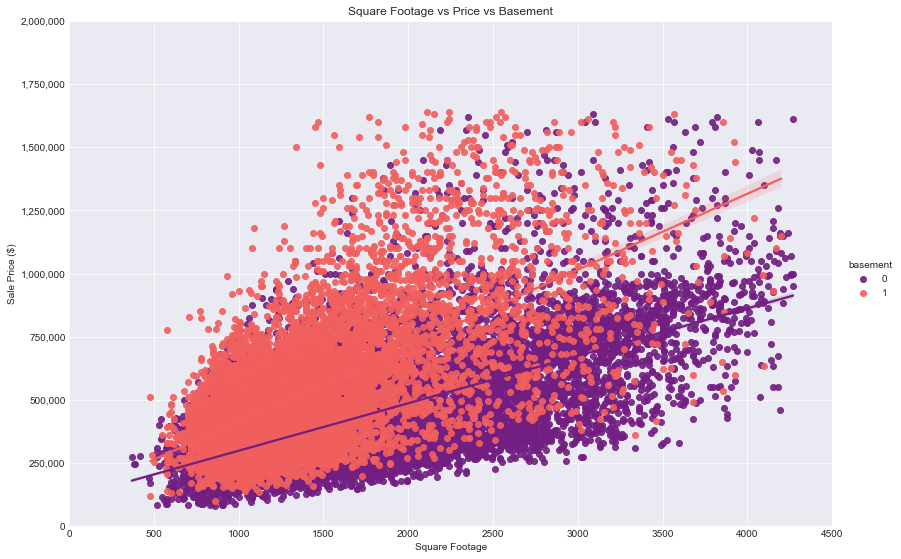 Square Footage vs Price vs Basement
2,000,000
1,750,000
1,500,000
1,250,000
1,000,000
750,000
500,000
250,000
0
Sale Price ($)
0 500 1000 1500 2000 2500 3000 3500 4000 4500
Square Footage
basement
0
1